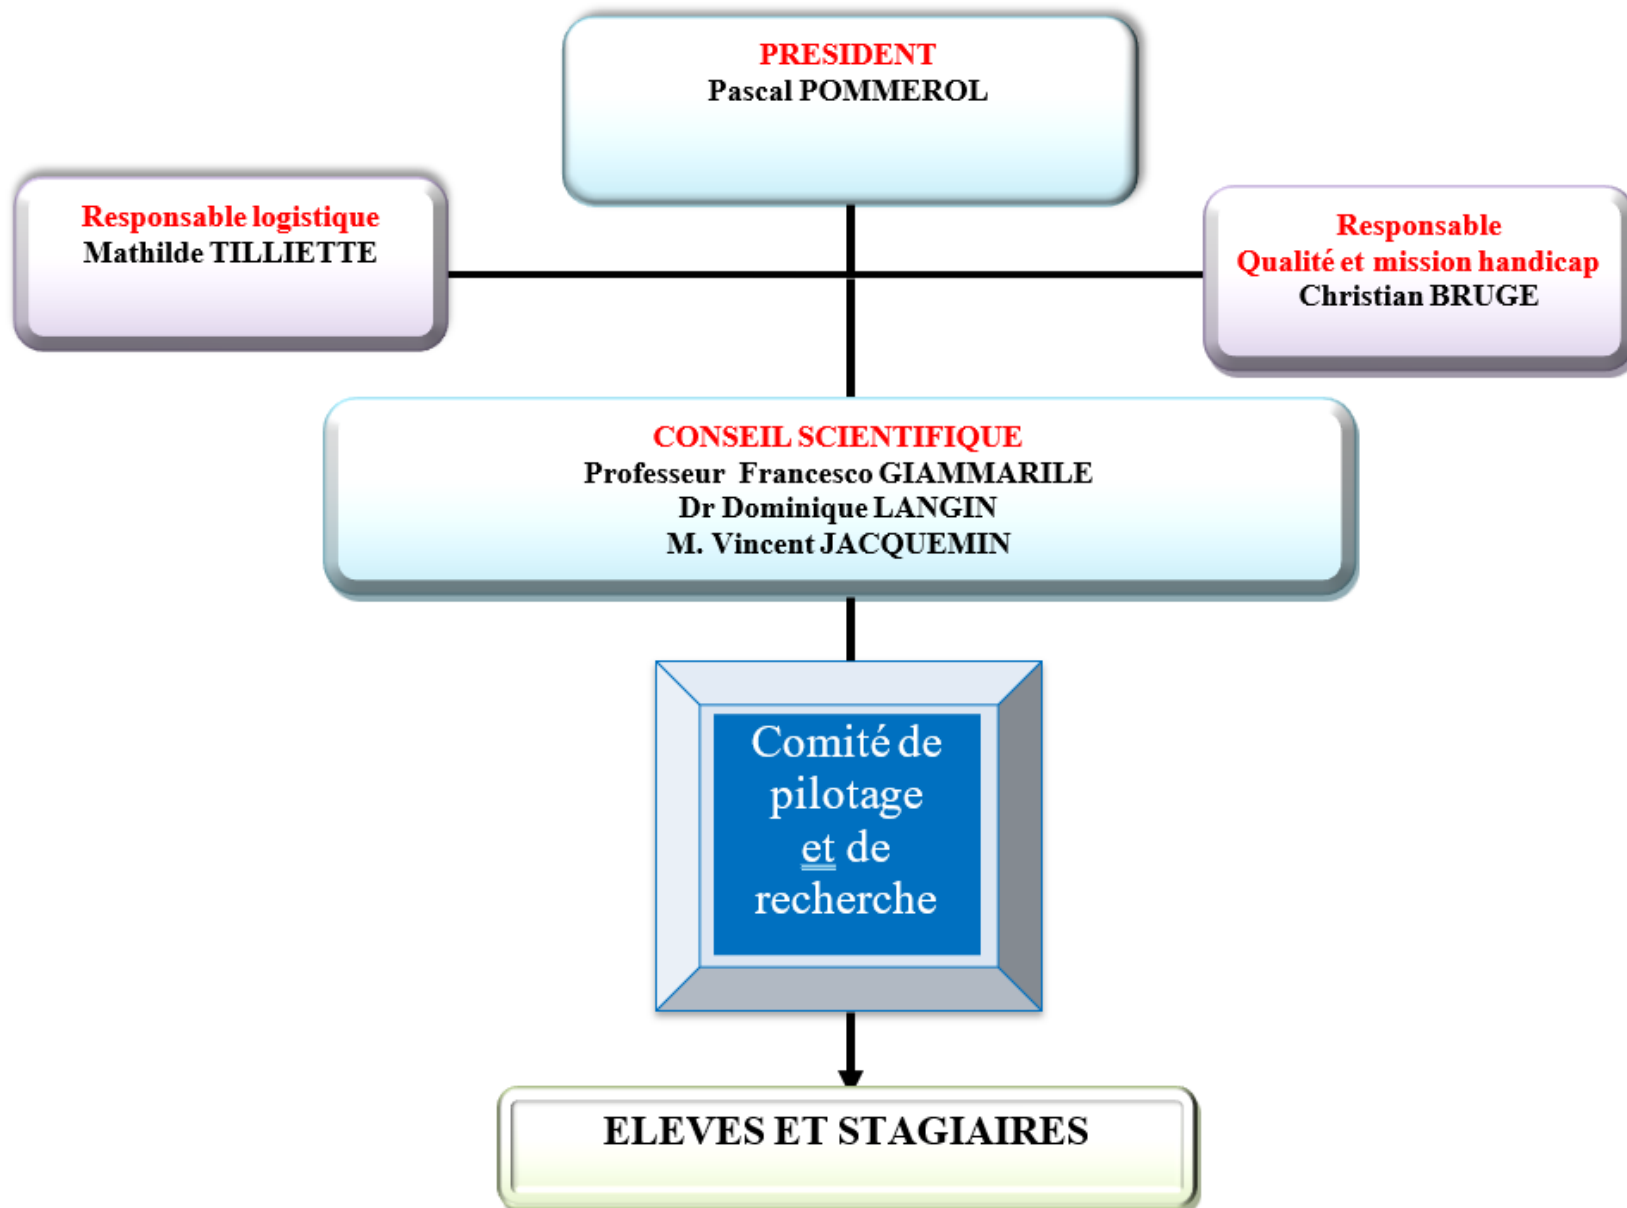 PRESIDENT
Pascal POMMEROL
Responsable logistique
Mathilde TILLIETTE
Responsable
Qualité et mission handicap
Christian BRUGE
CONSEIL SCIENTIFIQUE
Professeur Francesco GIAMMARILE
Dr Dominique LANGIN
M. Vincent JACQUEMIN
Comité de
pilotage
et de
recherche
ELEVES ET STAGIAIRES